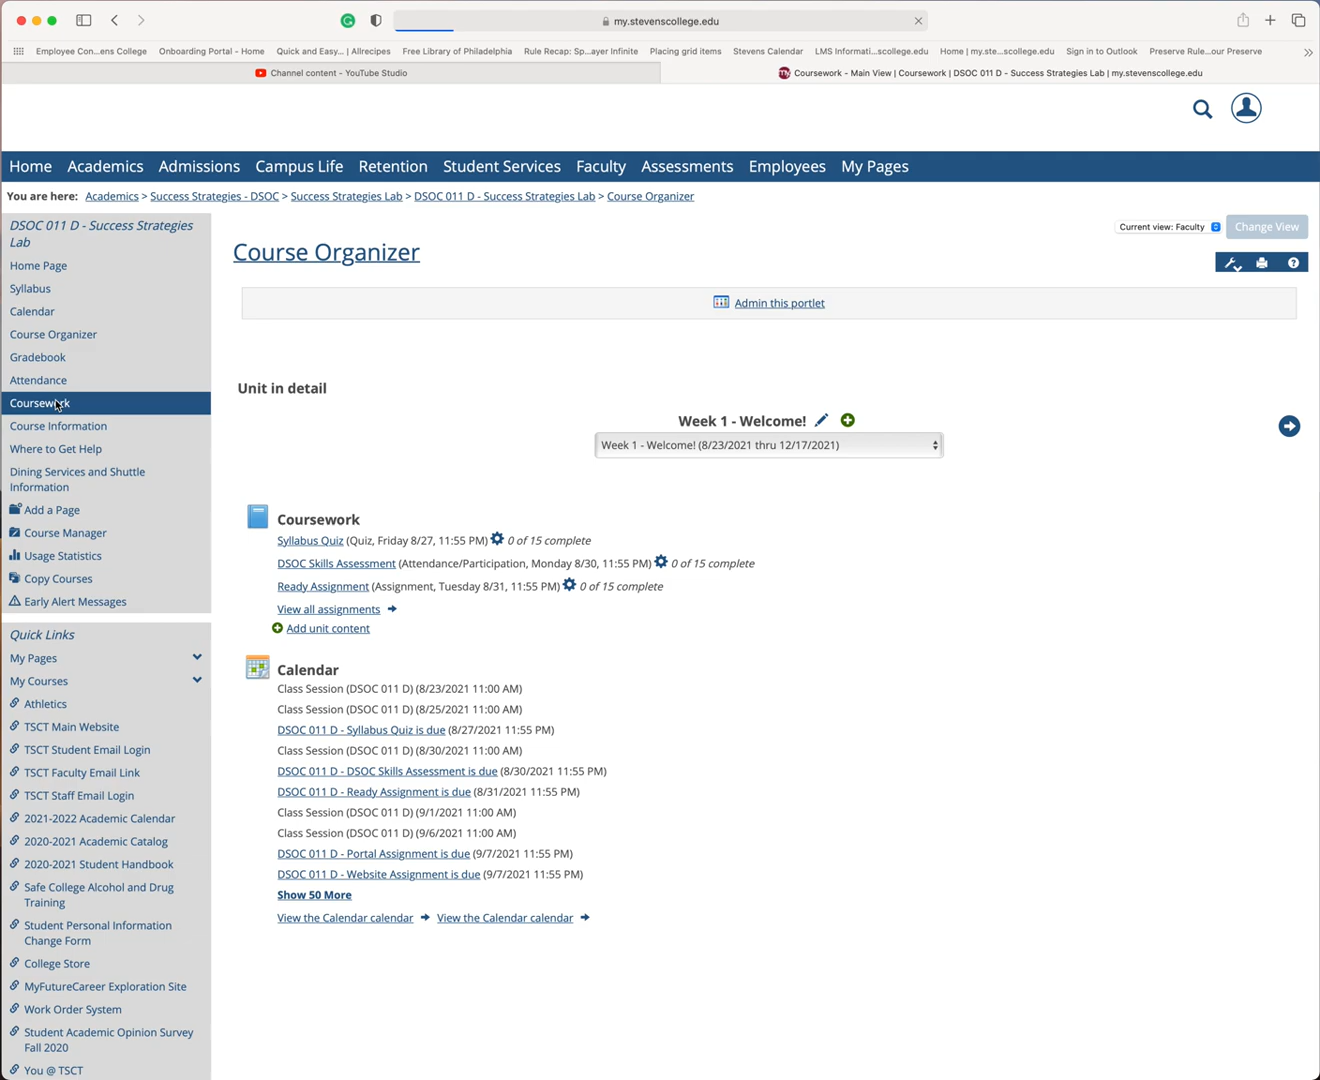 my.stevenscollege.edu
Employee Con...ens College
Onboarding Portal - Home
Quick and Easy... | Allrecipes
Free Library of Philadelphia
Rule Recap: Sp...ayer Infinite
Placing grid items
Stevens Calendar
LMS Informati...scollege.edu
Home | my.ste...scollege.edu
Sign in to Outlook
Preserve Rule...our Preserve
Channel content - YouTube Studio
Coursework - Main View | Coursework | DSOC 011 D - Success Strategies Lab | my.stevenscollege.edu
Home Academics Admissions Campus Life Retention Student Services Faculty Assessments Employees My Pages
You are here: Academics > Success Strategies - DSOC > Success Strategies Lab > DSOC 011 D - Success Strategies Lab > Course Organizer
DSOC 011 D - Success Strategies
Lab
Home Page
Syllabus
Calendar
Course Organizer
Gradebook
Attendance
Coursework
Course Information
Where to Get Help
Dining Services and Shuttle
Information
Add a Page
Course Manager
Usage Statistics
Copy Courses
Early Alert Messages
Quick Links
My Pages
My Courses
Athletics
TSCT Main Website
TSCT Student Email Login
TSCT Faculty Email Link
TSCT Staff Email Login
2021-2022 Academic Calendar
2020-2021 Academic Catalog
2020-2021 Student Handbook
Safe College Alcohol and Drug
Training
Student Personal Information
Change Form
College Store
MyFutureCareer Exploration Site
Work Order System
Student Academic Opinion Survey
Fall 2020
You @ TSCT
Current view: Faculty
Change View
Course Organizer
Admin this portlet
Unit in detail
Week 1 - Welcome!
Week 1 - Welcome! (8/23/2021 thru 12/17/2021)
Coursework
Syllabus Quiz (Quiz, Friday 8/27, 11:55 PM) 0 of 15 complete
DSOC Skills Assessment (Attendance/Participation, Monday 8/30, 11:55 PM) 0 of 15 complete
Ready Assignment (Assignment, Tuesday 8/31, 11:55 PM) 0 of 15 complete
View all assignments
Add unit content
Calendar
Class Session (DSOC 011 D) (8/23/2021 11:00 AM)
Class Session (DSOC 011 D) (8/25/2021 11:00 AM)
DSOC 011 D - Syllabus Quiz is due (8/27/2021 11:55 PM)
Class Session (DSOC 011 D) (8/30/2021 11:00 AM)
DSOC 011 D - DSOC Skills Assessment is due (8/30/2021 11:55 PM)
DSOC 011 D - Ready Assignment is due (8/31/2021 11:55 PM)
Class Session (DSOC 011 D) (9/1/2021 11:00 AM)
Class Session (DSOC 011 D) (9/6/2021 11:00 AM)
DSOC 011 D - Portal Assignment is due (9/7/2021 11:55 PM)
DSOC 011 D - Website Assignment is due (9/7/2021 11:55 PM)
Show 50 More
View the Calendar calendar View the Calendar calendar